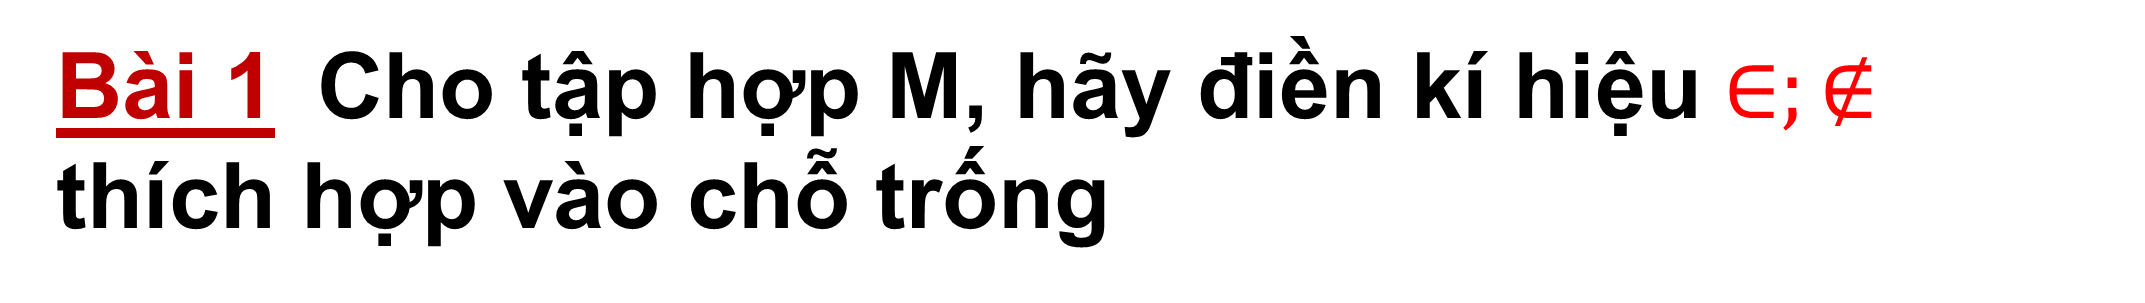 Bài 1 Cho tập hợp M, hãy điền kí hiệu ∈; ∉
thích hợp vào chỗ trống